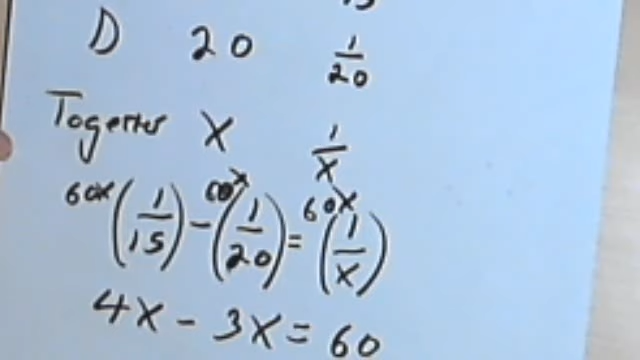 D 20 1/20
Together X 1/X
60x(1/15) - 60x(1/20) = 60x(1/X)
4X - 3X = 60